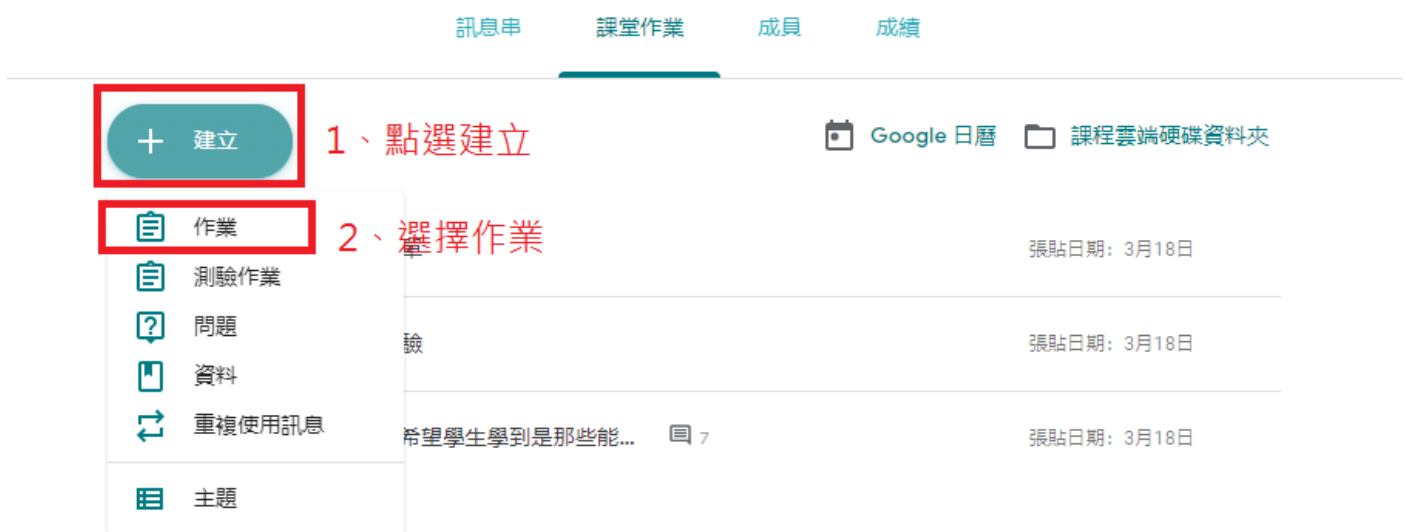 訊息串 課堂作業 成員 成績
建立 1、點選建立 Google 日曆 課程雲端硬碟資料夾
作業 2、選擇作業 張貼日期: 3月18日
測驗作業
問題
驗 張貼日期: 3月18日
資料
重複使用訊息
希望學生學到是那些能... 7 張貼日期: 3月18日
主題